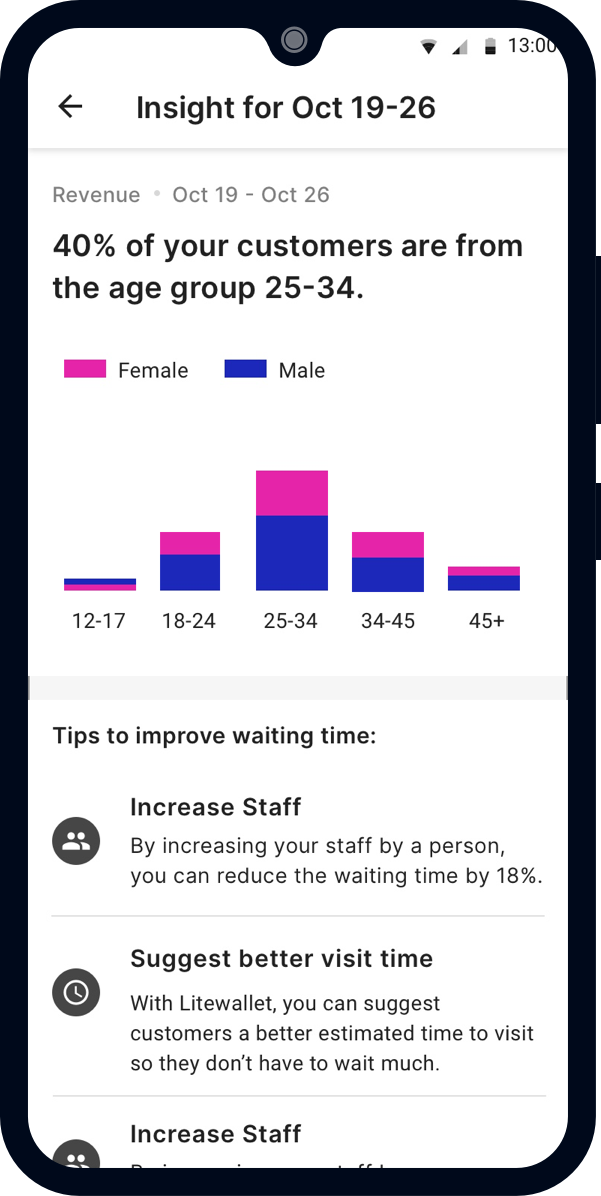 13:00
Insight for Oct 19-26
Revenue • Oct 19 - Oct 26
40% of your customers are from
the age group 25-34.
Female Male
12-17 18-24 25-34 34-45 45+
Tips to improve waiting time:
Increase Staff
By increasing your staff by a person,
you can reduce the waiting time by 18%.
Suggest better visit time
With Litewallet, you can suggest
customers a better estimated time to visit
so they don’t have to wait much.
Increase Staff